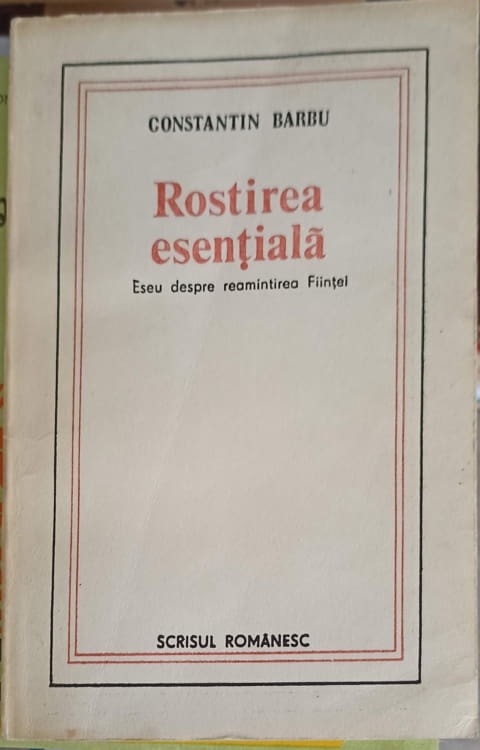 CONSTANTIN BARBU
Rostirea
esențială
Eseu despre reamintirea Ființei
SCRISUL ROMÂNESC